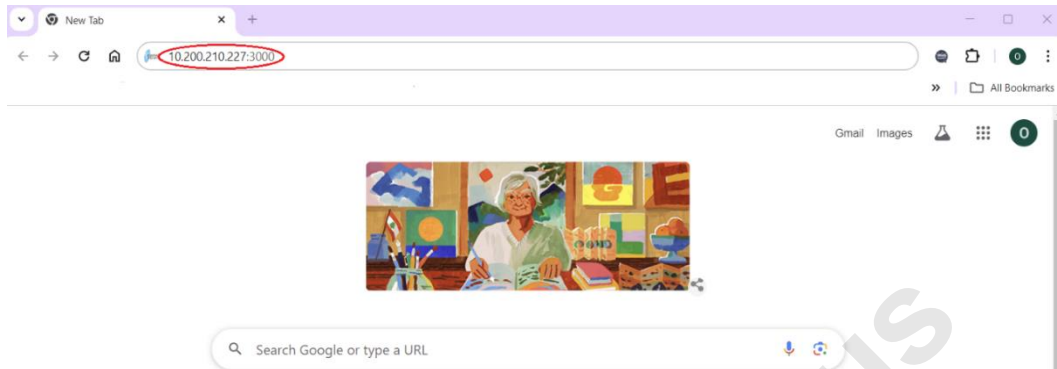 New Tab
10.200.210.227:3000
All Bookmarks
Gmail Images
Search Google or type a URL